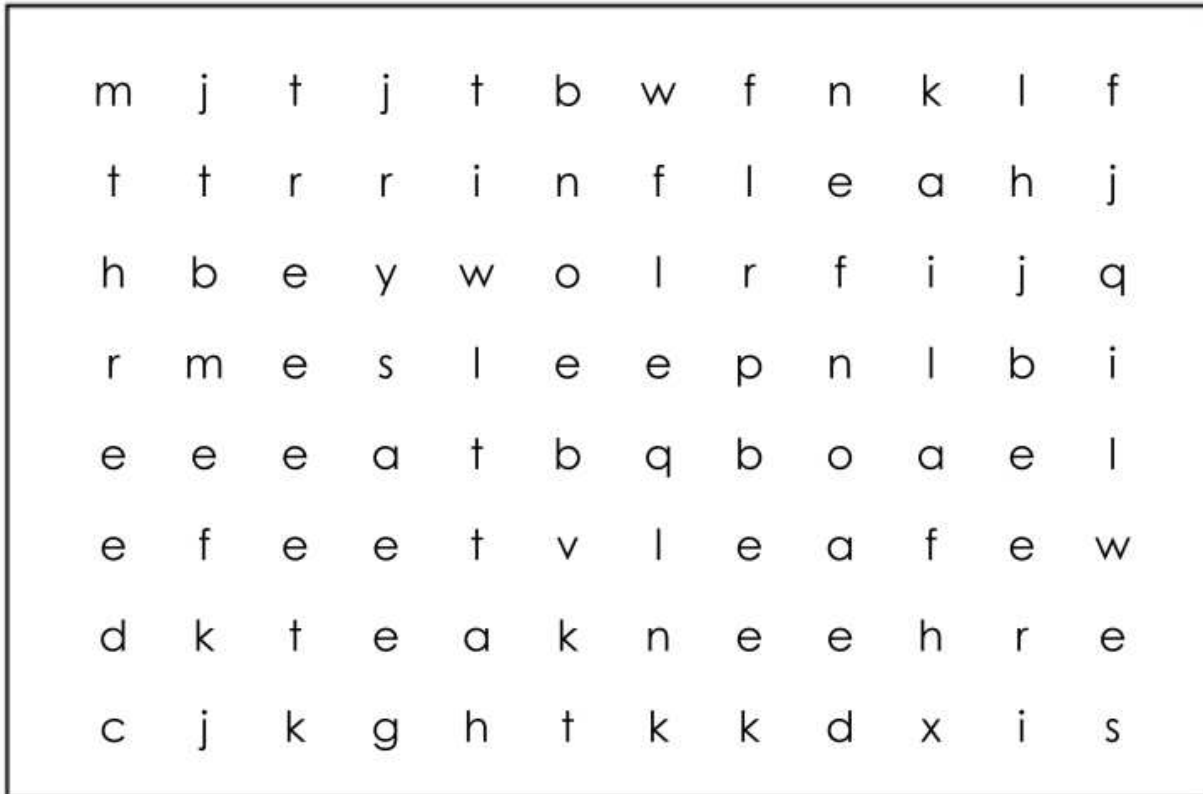 m j t j t b w f n k l f
t t r r i n f l e a h j
h b e y w o l r f i j q
r m e s l e e p n l b i
e e e a t b q b o a e l
e f e e t v l e a f e w
d k t e a k n e e h r e
c j k g h t k k d x i s